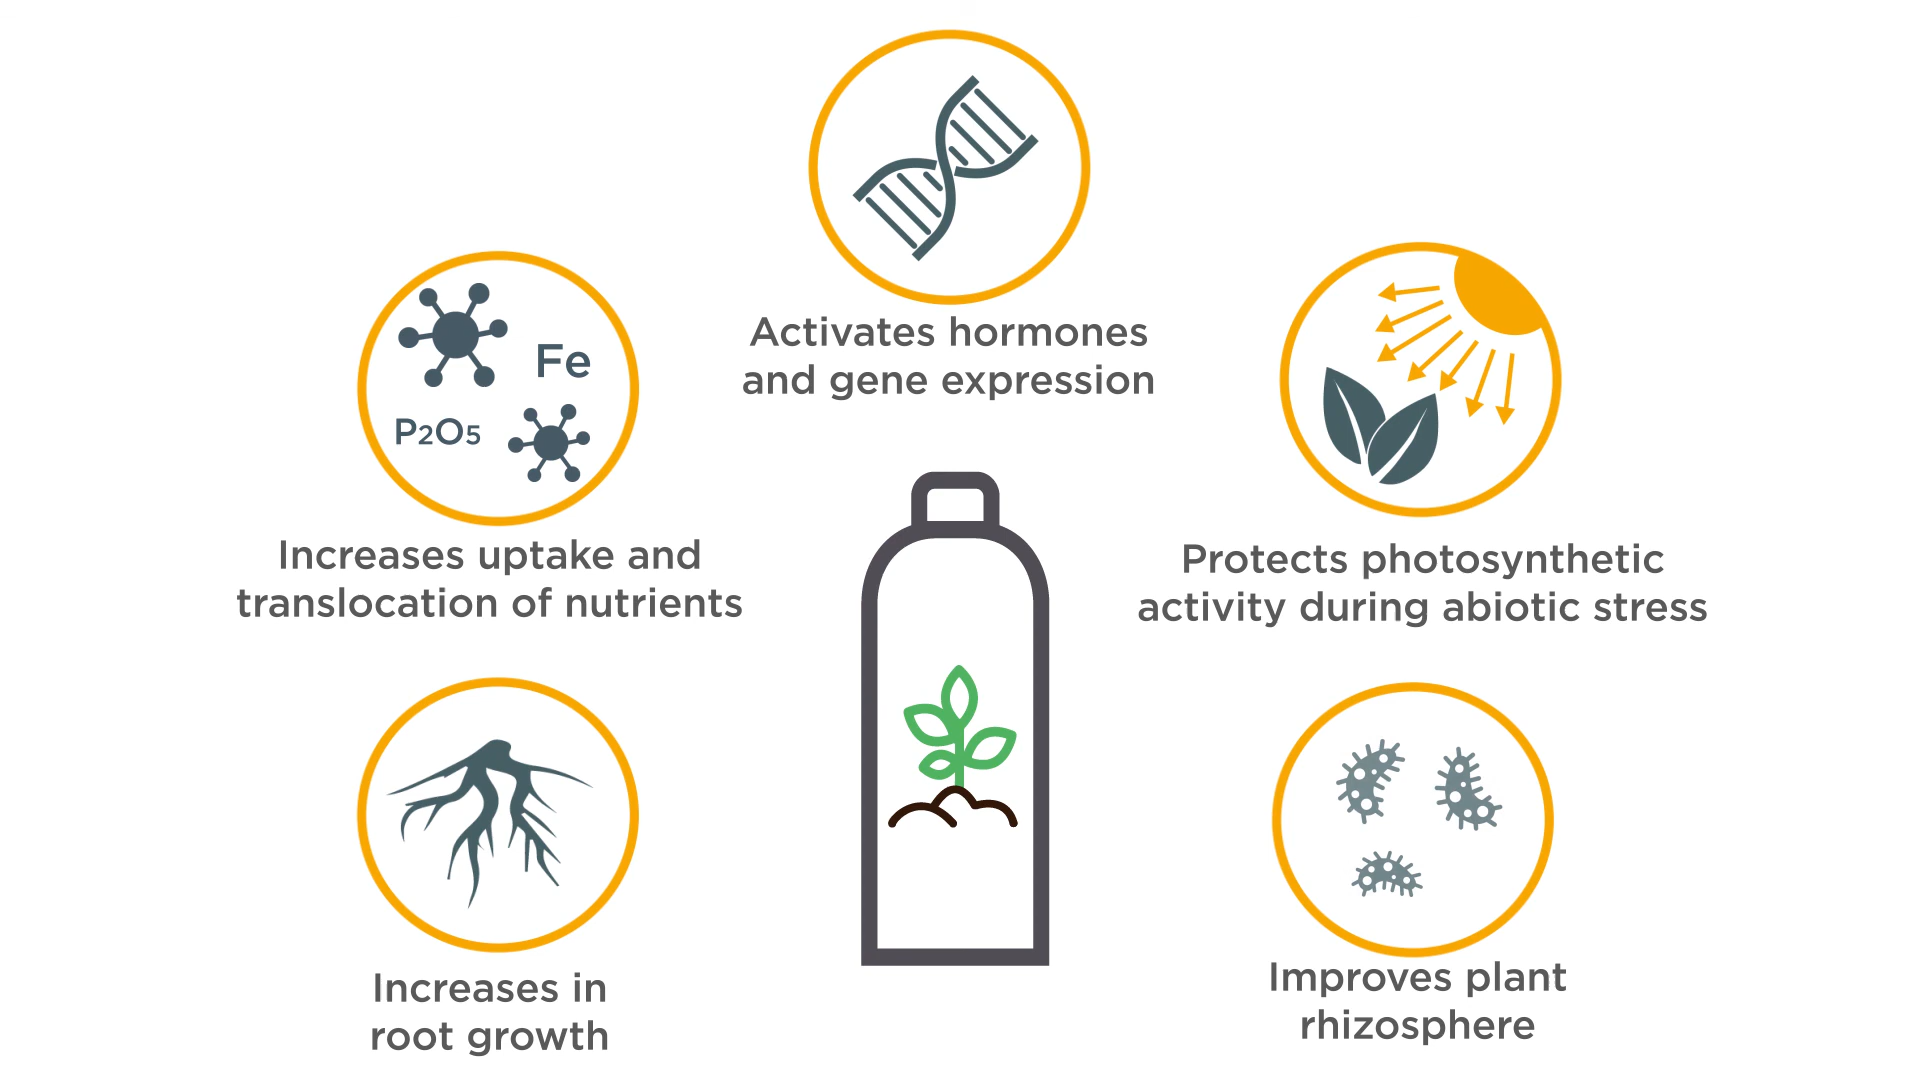 Activates hormones
and gene expression
Fe
P2O5
Increases uptake and
translocation of nutrients
Protects photosynthetic
activity during abiotic stress
Increases in
root growth
Improves plant
rhizosphere